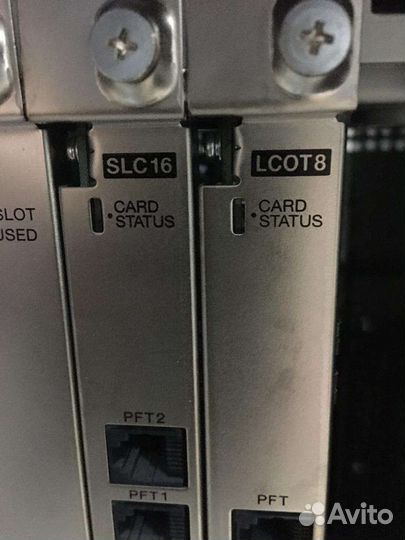 SLC16
LCOT8
CARD
STATUS
CARD
STATUS
SLOT
USED
PFT2
PFT1
PFT
Avito